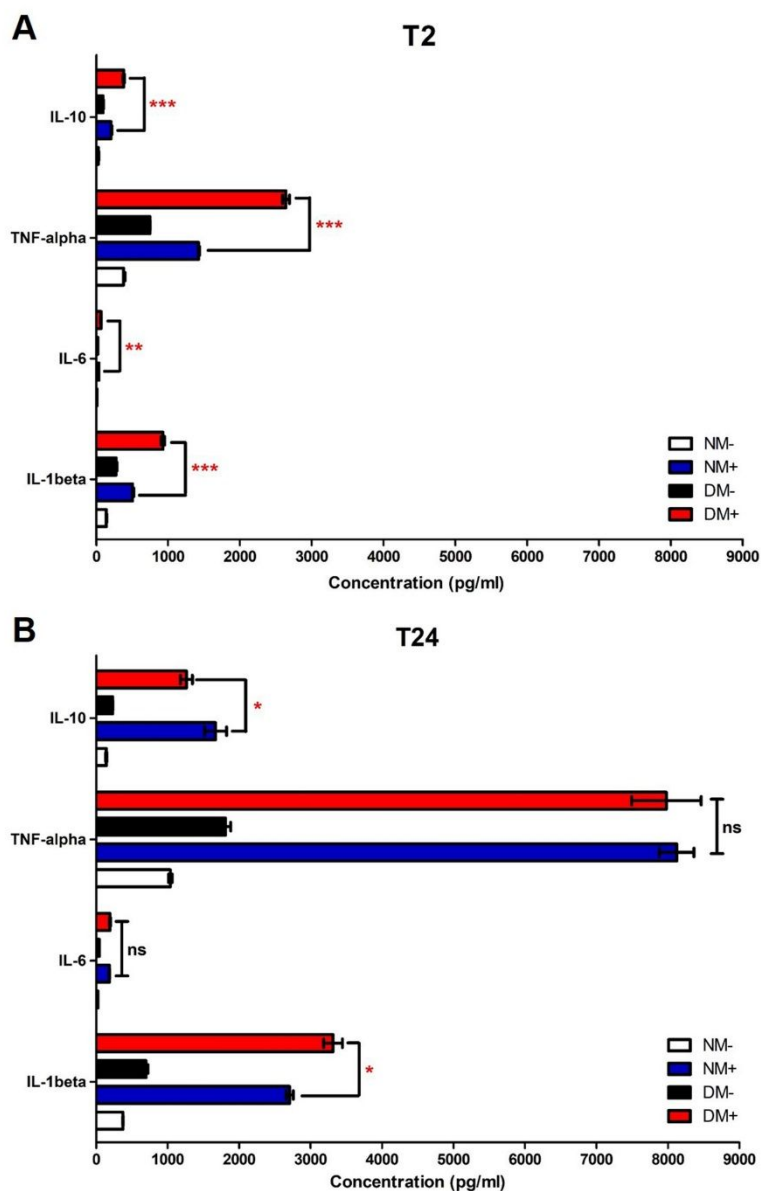 A
T2
IL-10
***
TNF-alpha
***
IL-6
**
IL-1beta
***
NM-
NM+
DM-
DM+
0 1000 2000 3000 4000 5000 6000 7000 8000 9000
Concentration (pg/ml)
B
T24
IL-10
*
TNF-alpha
ns
IL-6
ns
IL-1beta
*
NM-
NM+
DM-
DM+
0 1000 2000 3000 4000 5000 6000 7000 8000 9000
Concentration (pg/ml)